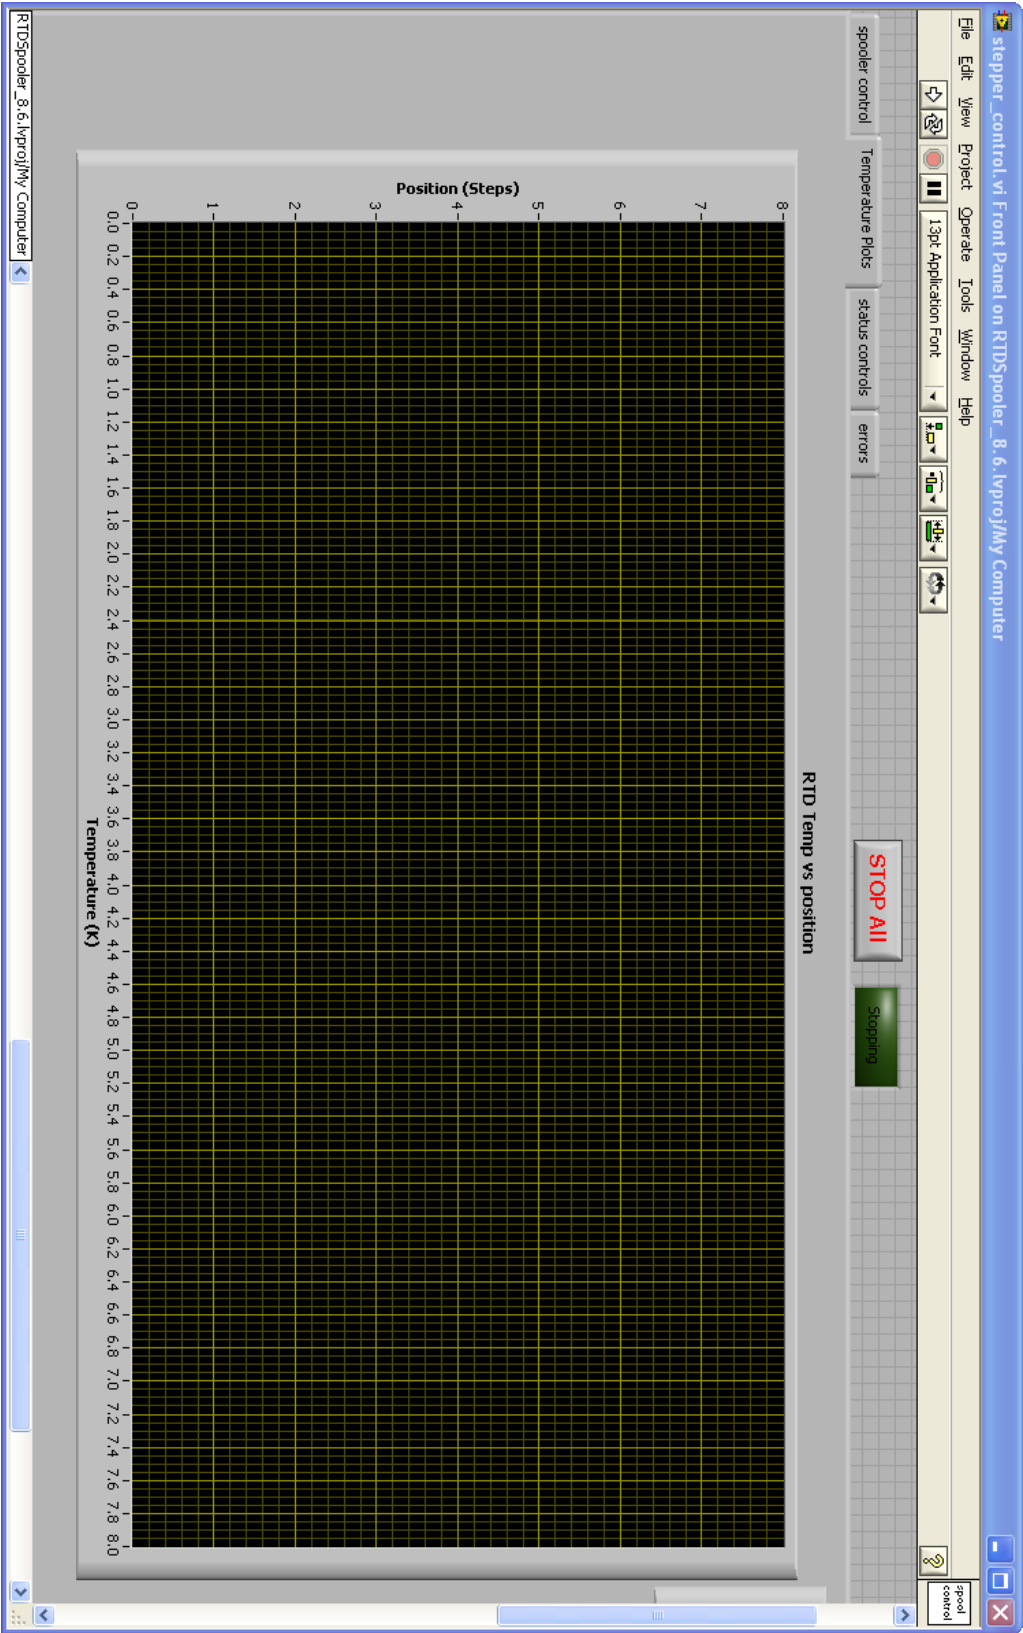 stepper_control.vi Front Panel on RTDSpooler_8.6.lvproj/My Computer
File Edit View Project Operate Tools Window Help
13pt Application Font
?
spool
control
STOP All
Stopping
spooler control
Temperature Plots
status controls
errors
RTD Temp vs position
Position (Steps)
8
7
6
5
4
3
2
1
0
0.0 0.2 0.4 0.6 0.8 1.0 1.2 1.4 1.6 1.8 2.0 2.2 2.4 2.6 2.8 3.0 3.2 3.4 3.6 3.8 4.0 4.2 4.4 4.6 4.8 5.0 5.2 5.4 5.6 5.8 6.0 6.2 6.4 6.6 6.8 7.0 7.2 7.4 7.6 7.8 8.0
Temperature (K)
RTDSpooler_8.6.lvproj/My Computer